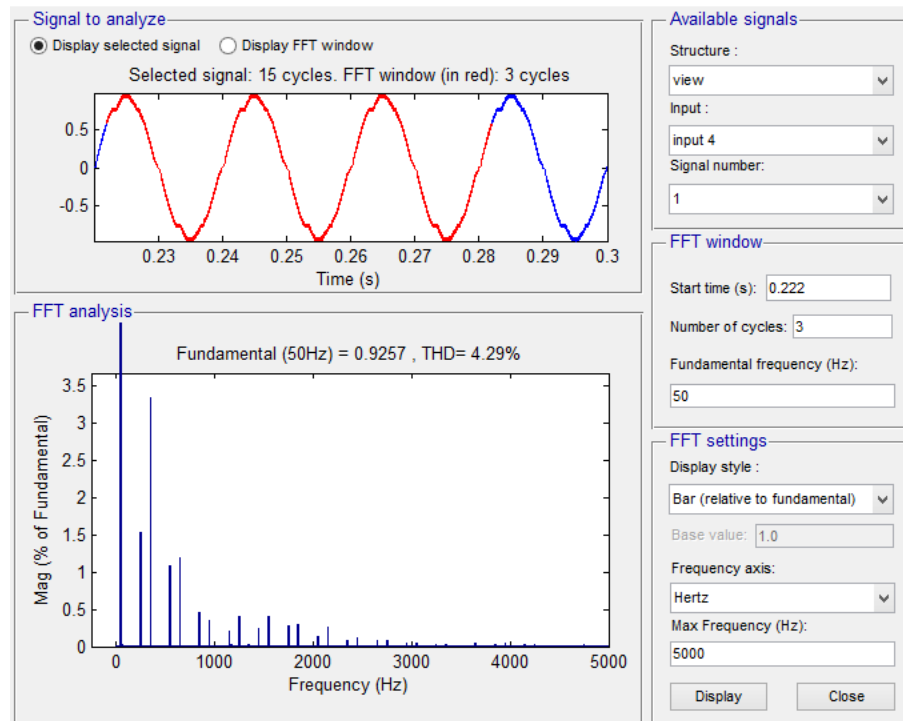 Signal to analyze
Display selected signal
Display FFT window
Selected signal: 15 cycles. FFT window (in red): 3 cycles
0.5
0
-0.5
0.23 0.24 0.25 0.26 0.27 0.28 0.29 0.3
Time (s)
FFT analysis
Fundamental (50Hz) = 0.9257 , THD= 4.29%
3.5
3
2.5
2
1.5
1
0.5
0
Mag (% of Fundamental)
0 1000 2000 3000 4000 5000
Frequency (Hz)
Available signals
Structure :
view
Input :
input 4
Signal number:
1
FFT window
Start time (s): 0.222
Number of cycles: 3
Fundamental frequency (Hz):
50
FFT settings
Display style :
Bar (relative to fundamental)
Base value: 1.0
Frequency axis:
Hertz
Max Frequency (Hz):
5000
Display Close